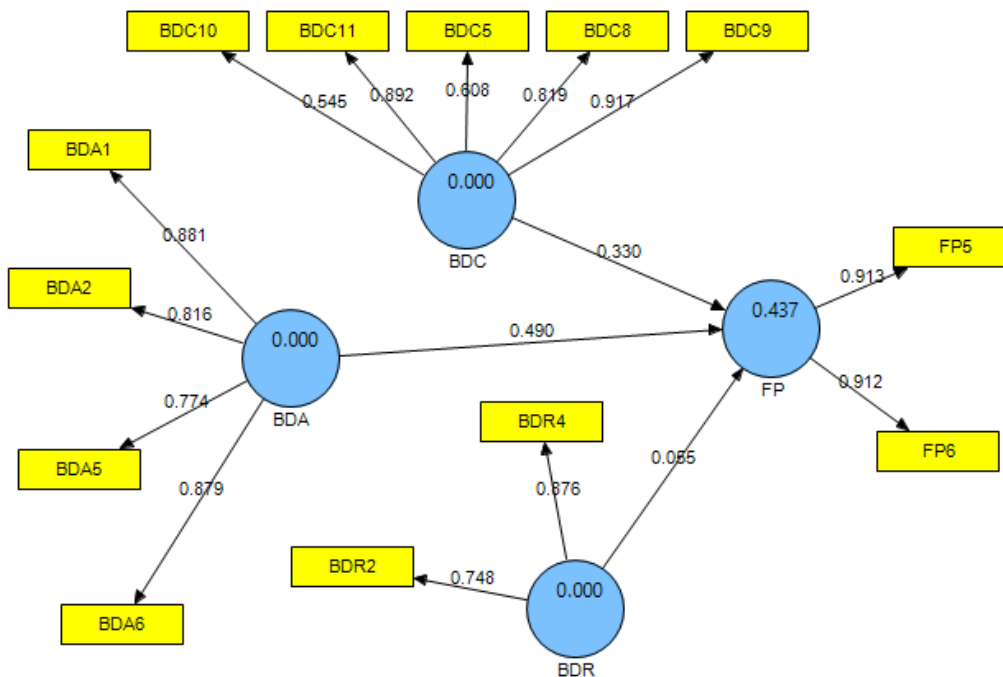 BDC10
BDC11
BDC5
BDC8
BDC9
0.545
0.892
0.608
0.819
0.917
BDA1
0.000
BDC
0.881
0.330
FP5
0.913
BDA2
0.816
0.000
BDA
0.490
0.437
FP
0.774
0.912
BDR4
FP6
BDA5
0.879
0.055
0.876
BDR2
0.748
0.000
BDR
BDA6